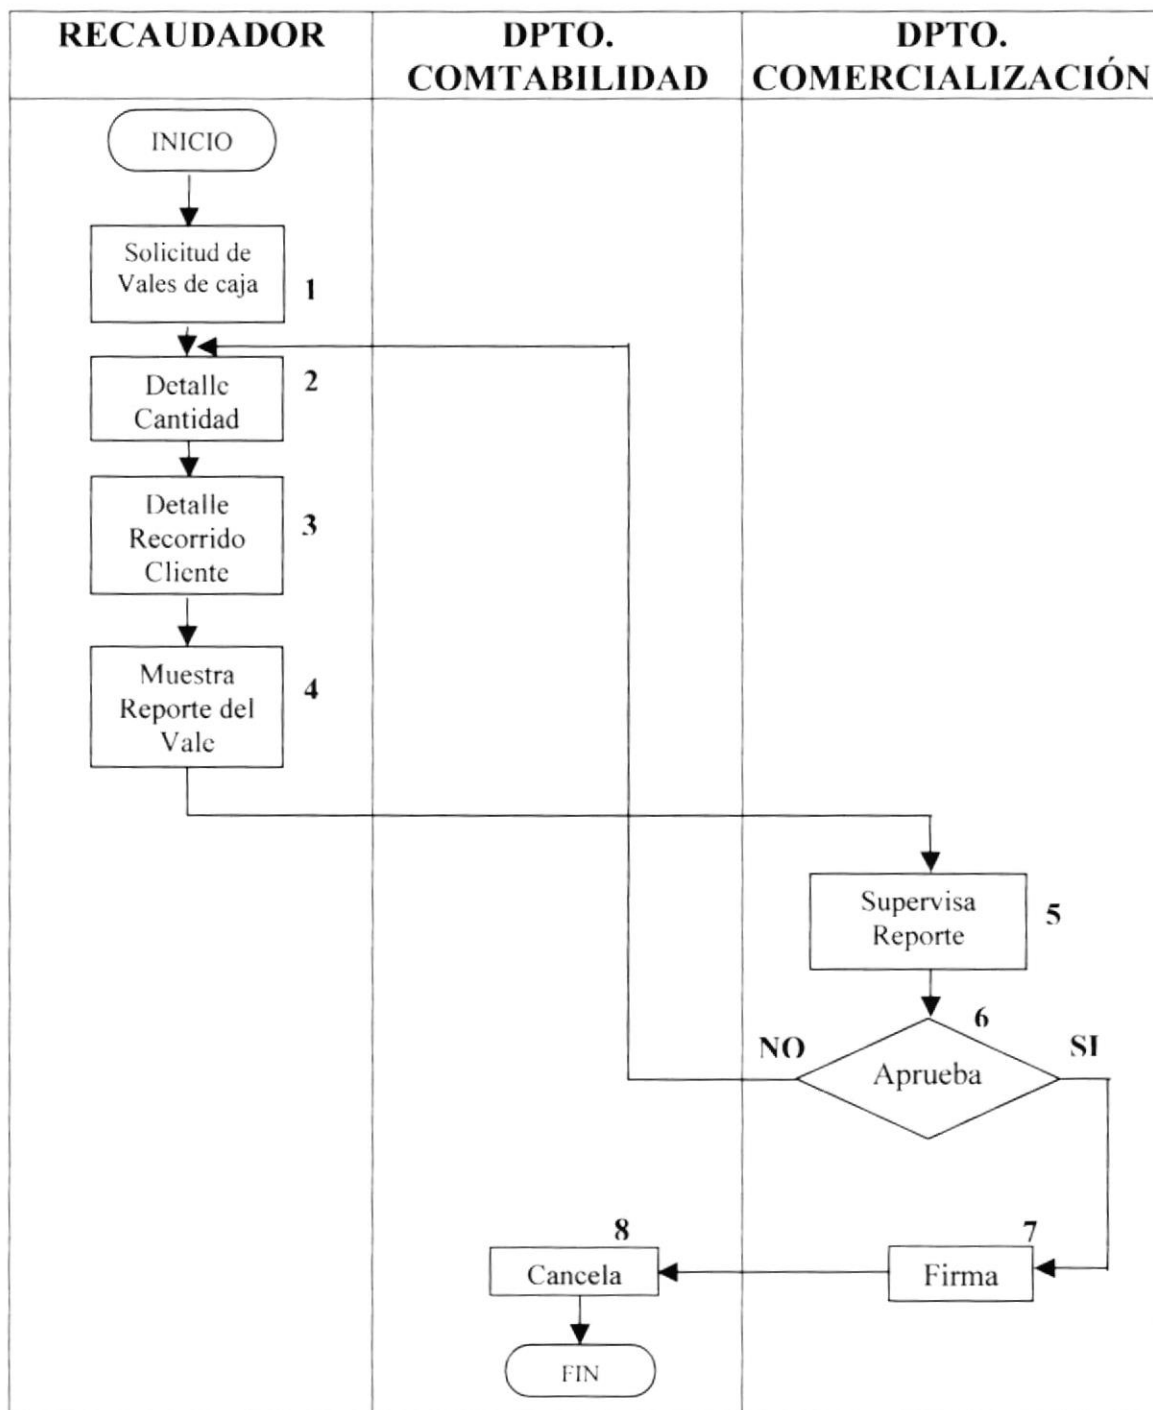 RECAUDADOR
DPTO.
COMTABILIDAD
DPTO.
COMERCIALIZACIÓN
INICIO
Solicitud de
Vales de caja
1
Detalle
Cantidad
2
Detalle
Recorrido
Cliente
3
Muestra
Reporte del
Vale
4
Supervisa
Reporte
5
6
NO
Aprueba
SI
7
Firma
8
Cancela
FIN